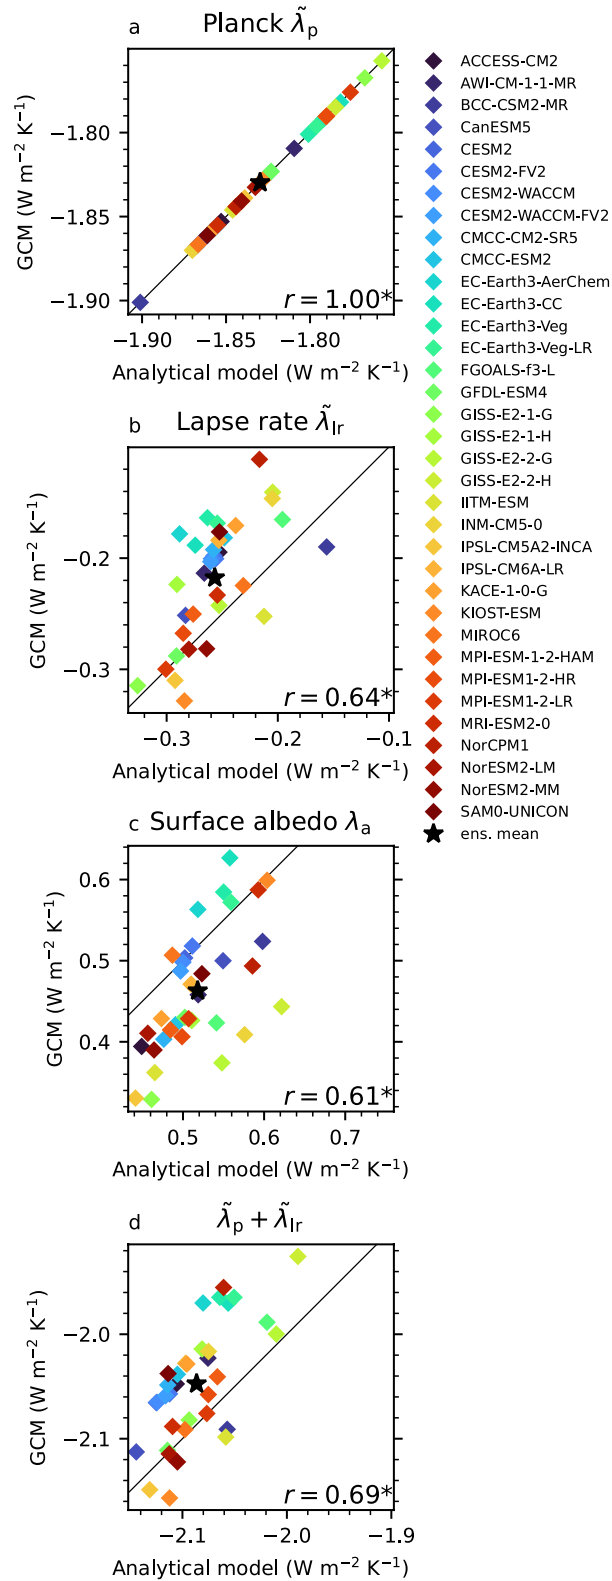 a Planck λ̃ₚ
GCM (W m⁻² K⁻¹)
−1.80
−1.85
−1.90
r = 1.00*
−1.90 −1.85 −1.80
Analytical model (W m⁻² K⁻¹)
b Lapse rate λ̃ₗᵣ
GCM (W m⁻² K⁻¹)
−0.2
−0.3
r = 0.64*
−0.3 −0.2 −0.1
Analytical model (W m⁻² K⁻¹)
c Surface albedo λₐ
GCM (W m⁻² K⁻¹)
0.6
0.5
0.4
r = 0.61*
0.5 0.6 0.7
Analytical model (W m⁻² K⁻¹)
d λ̃ₚ + λ̃ₗᵣ
GCM (W m⁻² K⁻¹)
−2.0
−2.1
r = 0.69*
−2.1 −2.0 −1.9
Analytical model (W m⁻² K⁻¹)
ACCESS-CM2
AWI-CM-1-1-MR
BCC-CSM2-MR
CanESM5
CESM2
CESM2-FV2
CESM2-WACCM
CESM2-WACCM-FV2
CMCC-CM2-SR5
CMCC-ESM2
EC-Earth3-AerChem
EC-Earth3-CC
EC-Earth3-Veg
EC-Earth3-Veg-LR
FGOALS-f3-L
GFDL-ESM4
GISS-E2-1-G
GISS-E2-1-H
GISS-E2-2-G
GISS-E2-2-H
IITM-ESM
INM-CM5-0
IPSL-CM5A2-INCA
IPSL-CM6A-LR
KACE-1-0-G
KIOST-ESM
MIROC6
MPI-ESM-1-2-HAM
MPI-ESM1-2-HR
MPI-ESM1-2-LR
MRI-ESM2-0
NorCPM1
NorESM2-LM
NorESM2-MM
SAM0-UNICON
ens. mean